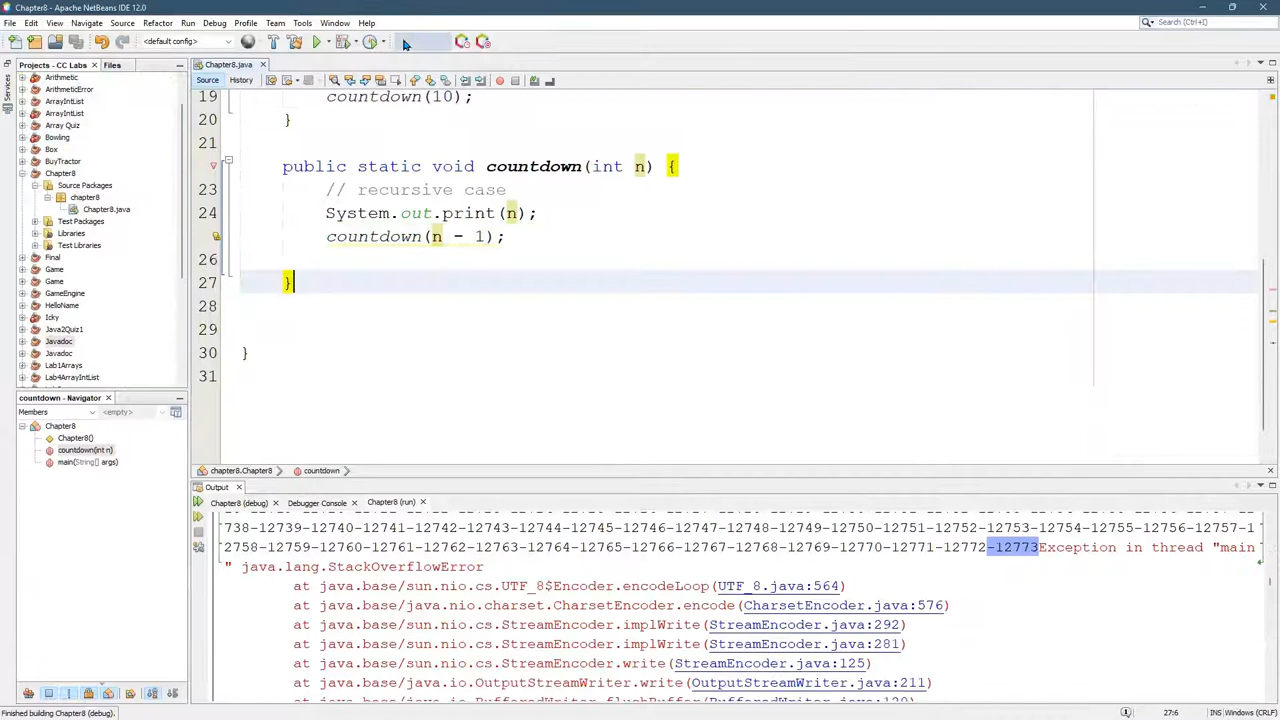 Chapter8 - Apache NetBeans IDE 12.0
File Edit View Navigate Source Refactor Run Debug Profile Team Tools Window Help
Search (Ctrl+I)
<default config>
Projects - CC Labs
Files
Services
Arithmetic
ArithmeticError
ArrayIntList
ArrayIntList
Array Quiz
Bowling
Box
BuyTractor
Chapter8
Source Packages
chapter8
Chapter8.java
Test Packages
Libraries
Test Libraries
Final
Game
Game
GameEngine
HelloName
Icky
Java2Quiz1
Javadoc
Javadoc
Lab1Arrays
Lab4ArrayIntList
countdown - Navigator
Members
<empty>
Chapter8
Chapter8()
countdown(int n)
main(String[] args)
Chapter8.java
Source History
19 countdown(10);
20 }
21
public static void countdown(int n) {
23 // recursive case
24 System.out.print(n);
countdown(n - 1);
26
27 }
28
29
30 }
31
chapter8.Chapter8 countdown
Output
Chapter8 (debug) Debugger Console Chapter8 (run)
738-12739-12740-12741-12742-12743-12744-12745-12746-12747-12748-12749-12750-12751-12752-12753-12754-12755-12756-12757-1
2758-12759-12760-12761-12762-12763-12764-12765-12766-12767-12768-12769-12770-12771-12772-12773Exception in thread "main
" java.lang.StackOverflowError
at java.base/sun.nio.cs.UTF_8$Encoder.encodeLoop(UTF_8.java:564)
at java.base/java.nio.charset.CharsetEncoder.encode(CharsetEncoder.java:576)
at java.base/sun.nio.cs.StreamEncoder.implWrite(StreamEncoder.java:292)
at java.base/sun.nio.cs.StreamEncoder.implWrite(StreamEncoder.java:281)
at java.base/sun.nio.cs.StreamEncoder.write(StreamEncoder.java:125)
at java.base/java.io.OutputStreamWriter.write(OutputStreamWriter.java:211)
Finished building Chapter8 (debug).
27:6
INS
Windows (CRLF)